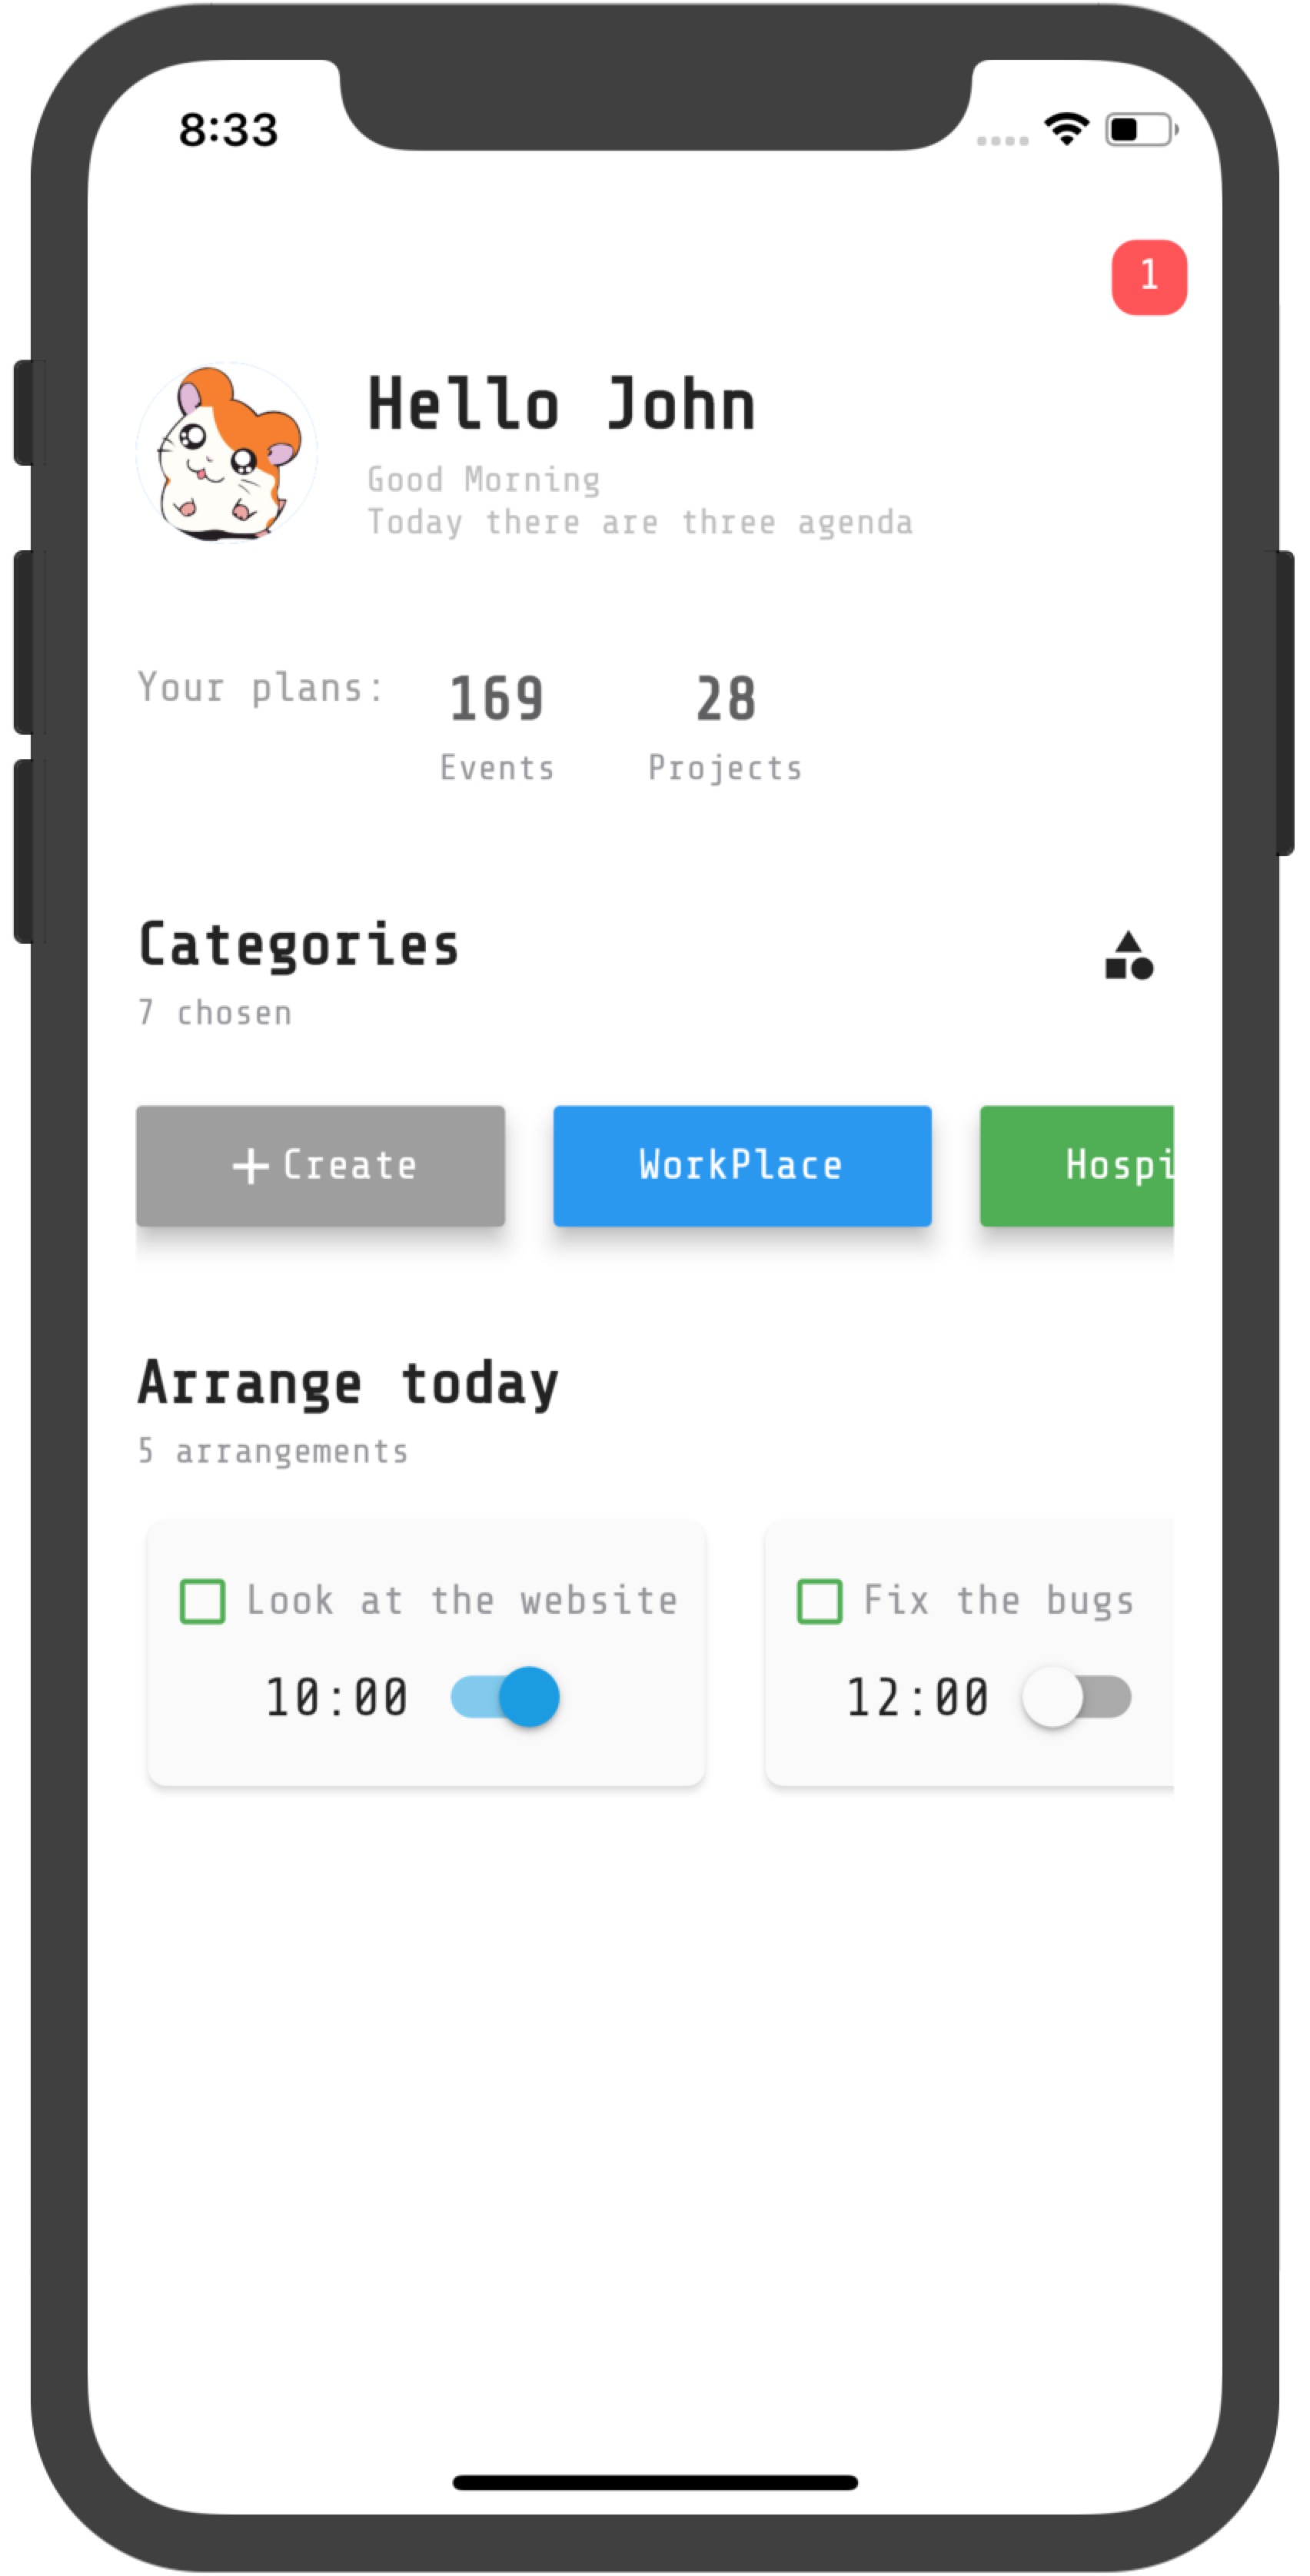 8:33
1
Hello John
Good Morning
Today there are three agenda
Your plans: 169 28
Events Projects
Categories
7 chosen
+ Create WorkPlace Hospi
Arrange today
5 arrangements
Look at the website Fix the bugs
10:00 12:00